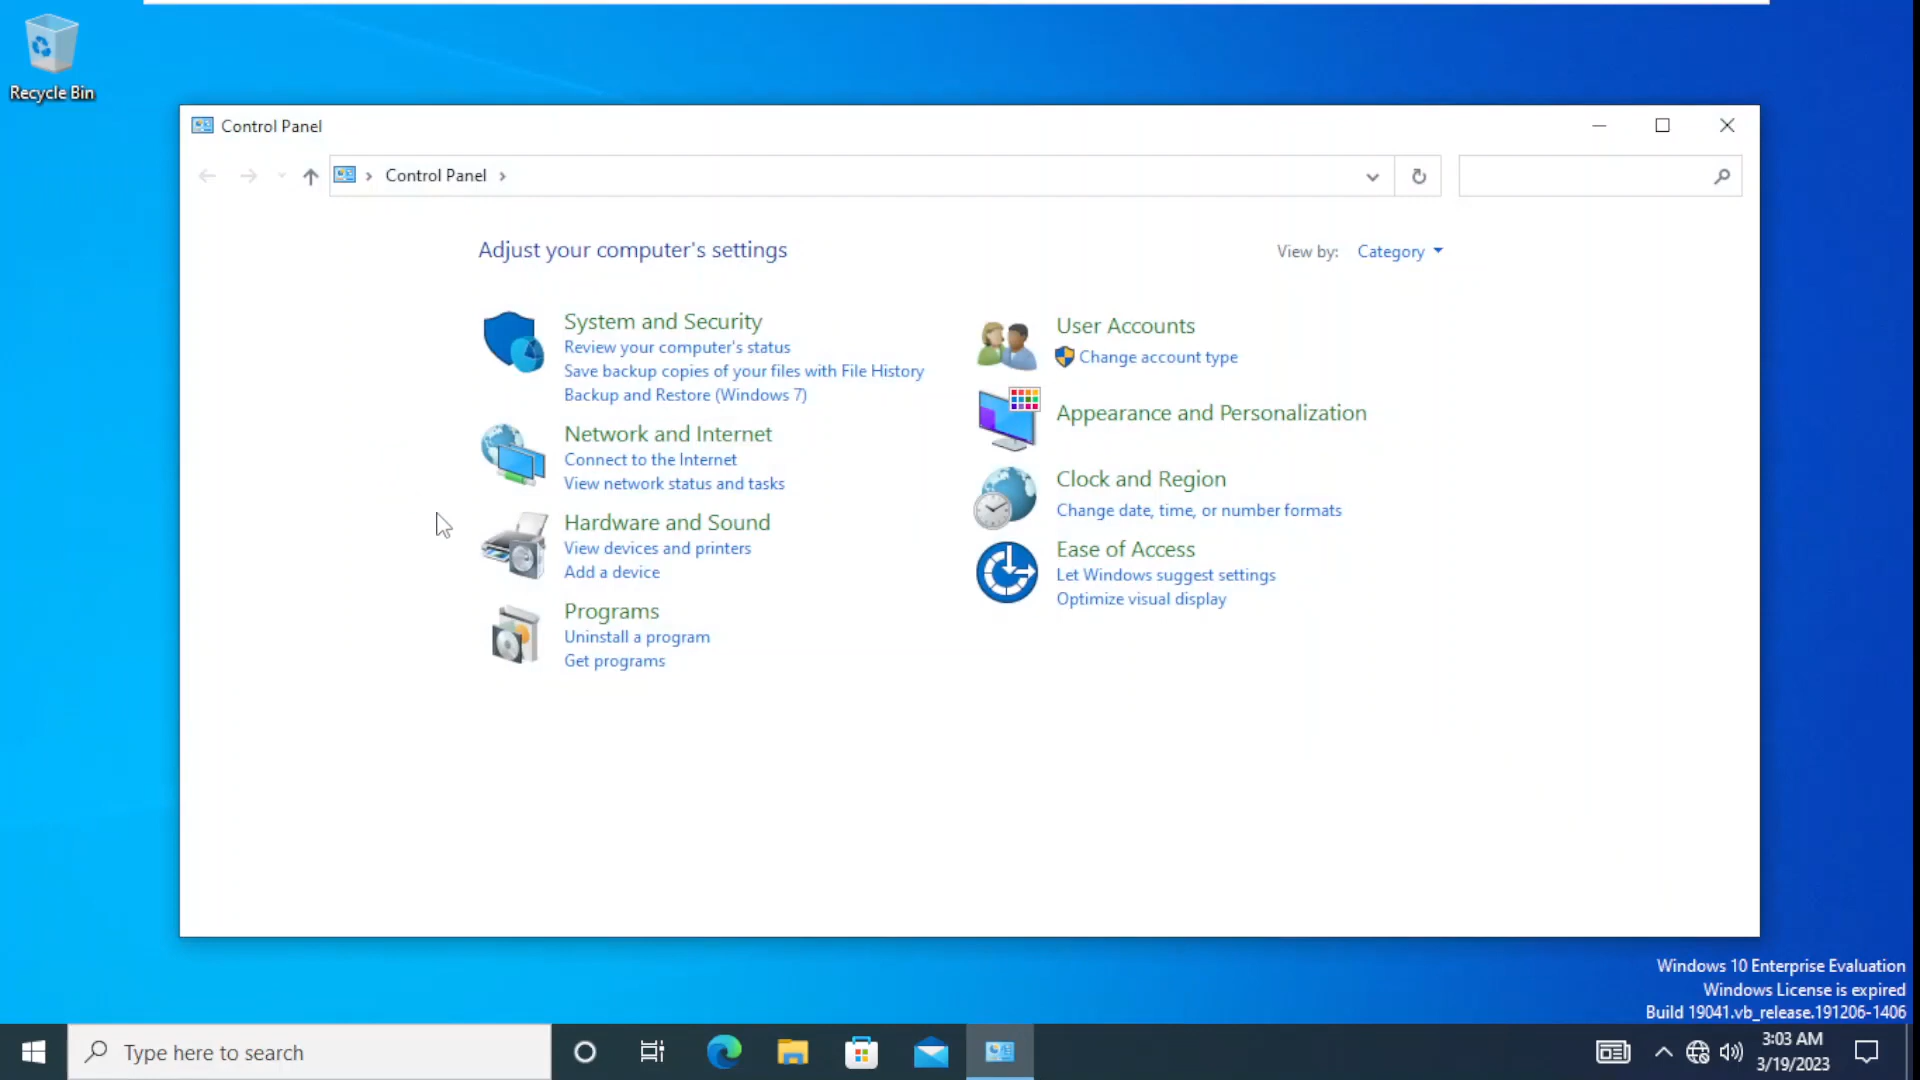 Recycle Bin
Control Panel
Control Panel
Adjust your computer's settings
View by: Category
System and Security
Review your computer's status
Save backup copies of your files with File History
Backup and Restore (Windows 7)
Network and Internet
Connect to the Internet
View network status and tasks
Hardware and Sound
View devices and printers
Add a device
Programs
Uninstall a program
Get programs
User Accounts
Change account type
Appearance and Personalization
Clock and Region
Change date, time, or number formats
Ease of Access
Let Windows suggest settings
Optimize visual display
Windows 10 Enterprise Evaluation
Windows License is expired
Build 19041.vb_release.191206-1406
Type here to search
3:03 AM
3/19/2023